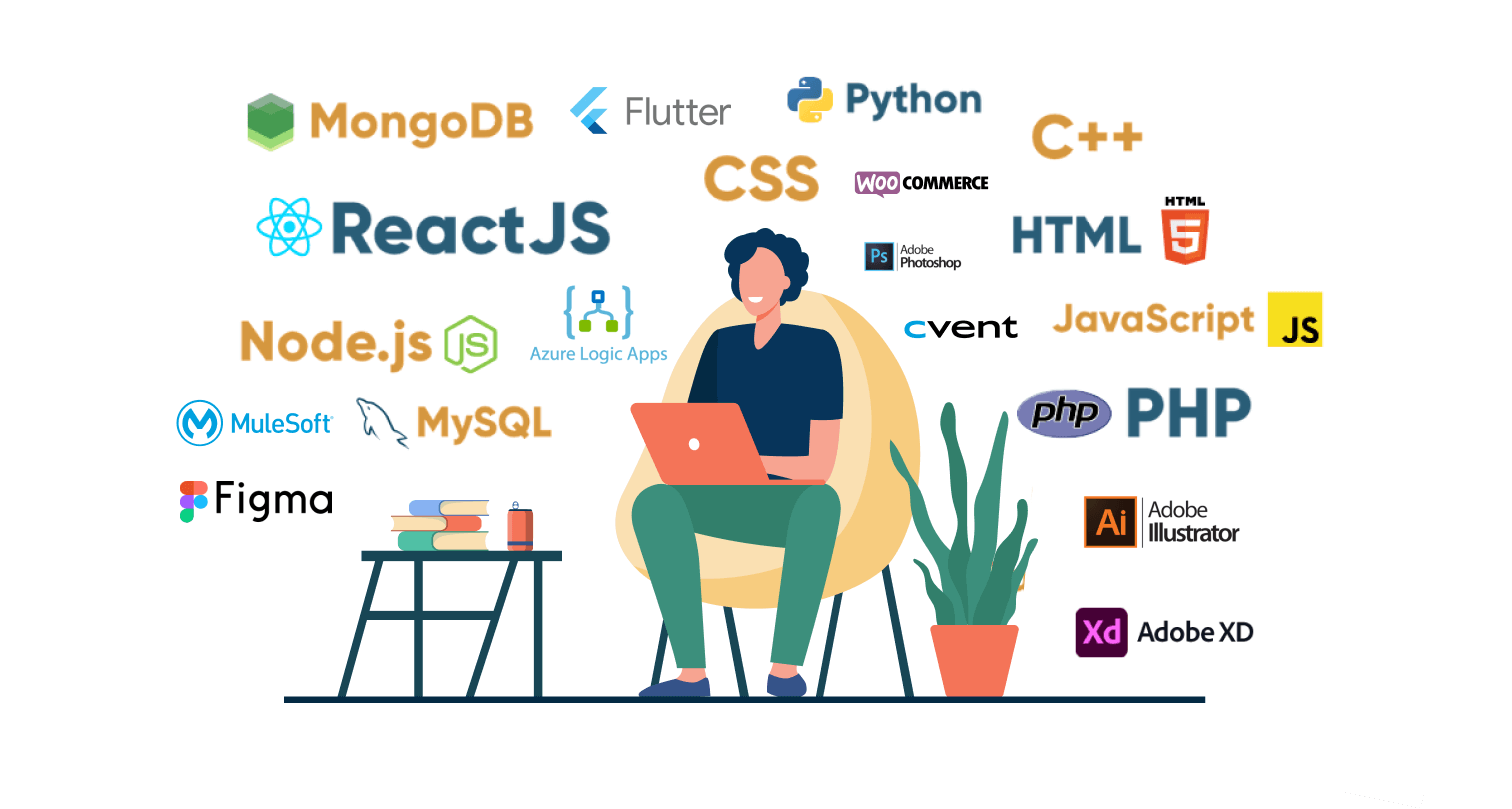 MongoDB
Flutter
Python
C++
CSS
WOO COMMERCE
ReactJS
HTML
HTML
5
Ps Adobe
Photoshop
Node.js
JS
Azure Logic Apps
cvent
JavaScript
JS
MuleSoft
MySQL
php
PHP
Figma
Ai
Adobe
Illustrator
Xd
Adobe XD